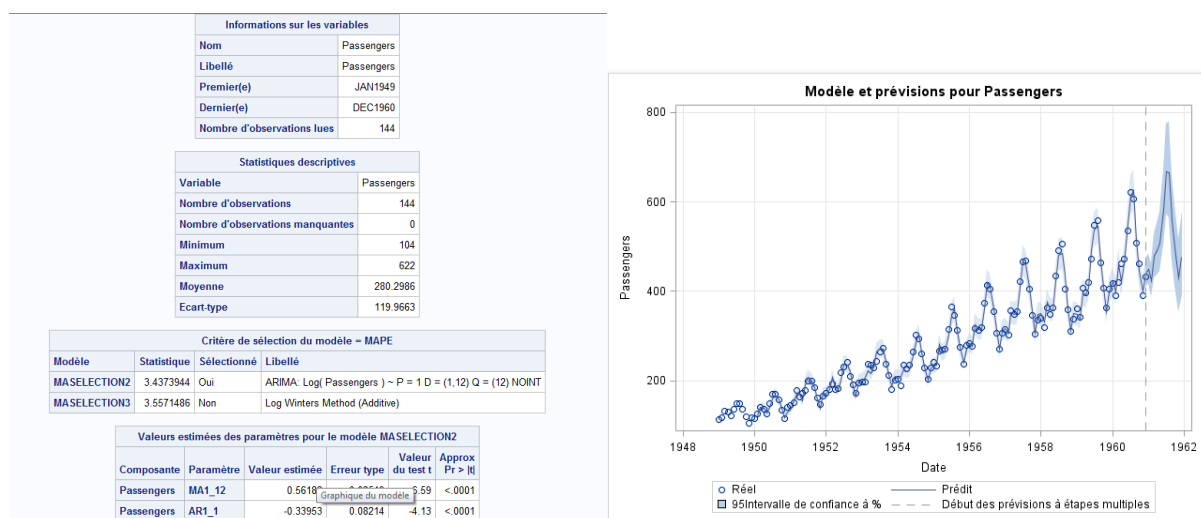 Informations sur les variables
Nom Passengers
Libellé Passengers
Premier(e) JAN1949
Dernier(e) DEC1960
Nombre d'observations lues 144
Statistiques descriptives
Variable Passengers
Nombre d'observations 144
Nombre d'observations manquantes 0
Minimum 104
Maximum 622
Moyenne 280.2986
Ecart-type 119.9663
Critère de sélection du modèle = MAPE
Modèle Statistique Sélectionné Libellé
MASELECTION2 3.4373944 Oui ARIMA: Log( Passengers ) ~ P = 1 D = (1,12) Q = (12) NOINT
MASELECTION3 3.5571486 Non Log Winters Method (Additive)
Valeurs estimées des paramètres pour le modèle MASELECTION2
Composante Paramètre Valeur estimée Erreur type Valeur du test t Approx Pr > |t|
Passengers MA1_12 6.59 <.0001
Graphique du modèle
Passengers AR1_1 -0.33953 0.08214 -4.13 <.0001
Modèle et prévisions pour Passengers
800
600
400
200
Passengers
1948 1950 1952 1954 1956 1958 1960 1962
Date
Réel Prédit
95Intervalle de confiance à % Début des prévisions à étapes multiples